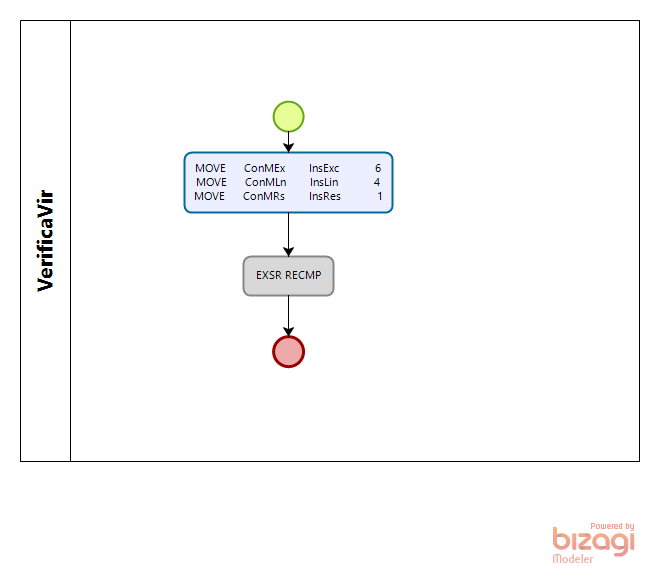 VerificaVir
MOVE ConMEx InsExc 6
MOVE ConMLn InsLin 4
MOVE ConMRs InsRes 1
EXSR RECMP
Powered by
bizagi
Modeler